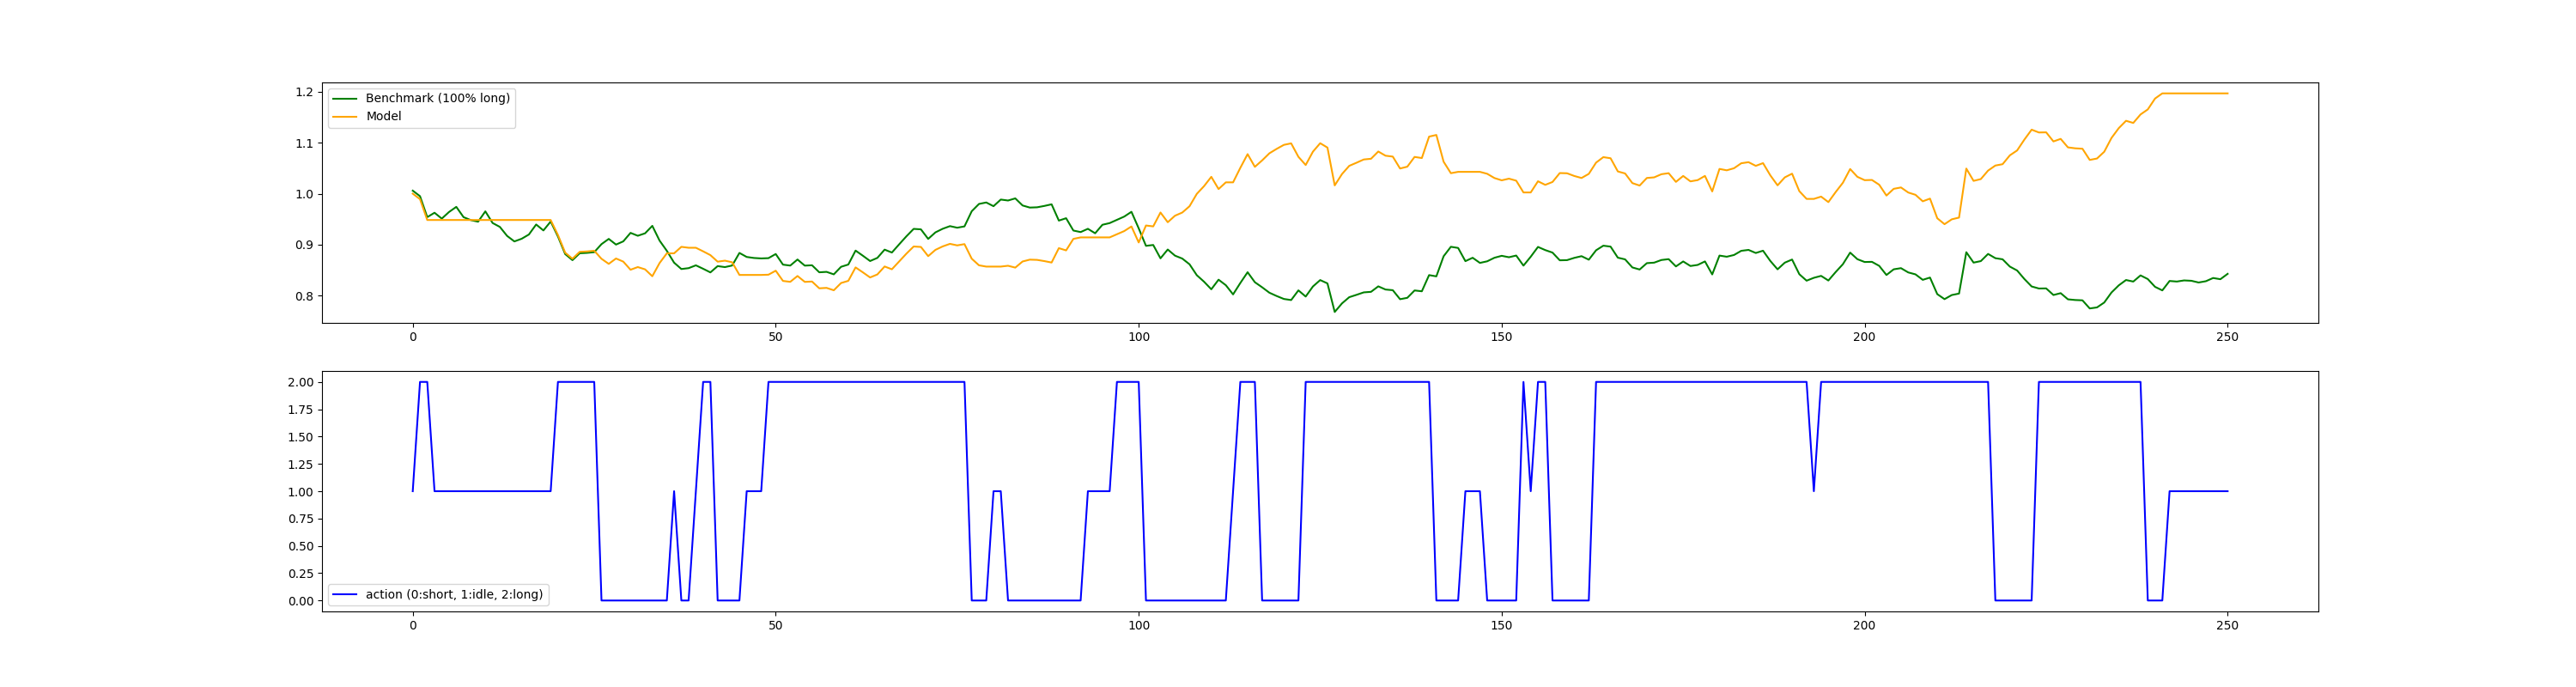 1.2
1.1
1.0
0.9
0.8
Benchmark (100% long)
Model
0 50 100 150 200 250
2.00
1.75
1.50
1.25
1.00
0.75
0.50
0.25
0.00
action (0:short, 1:idle, 2:long)
0 50 100 150 200 250